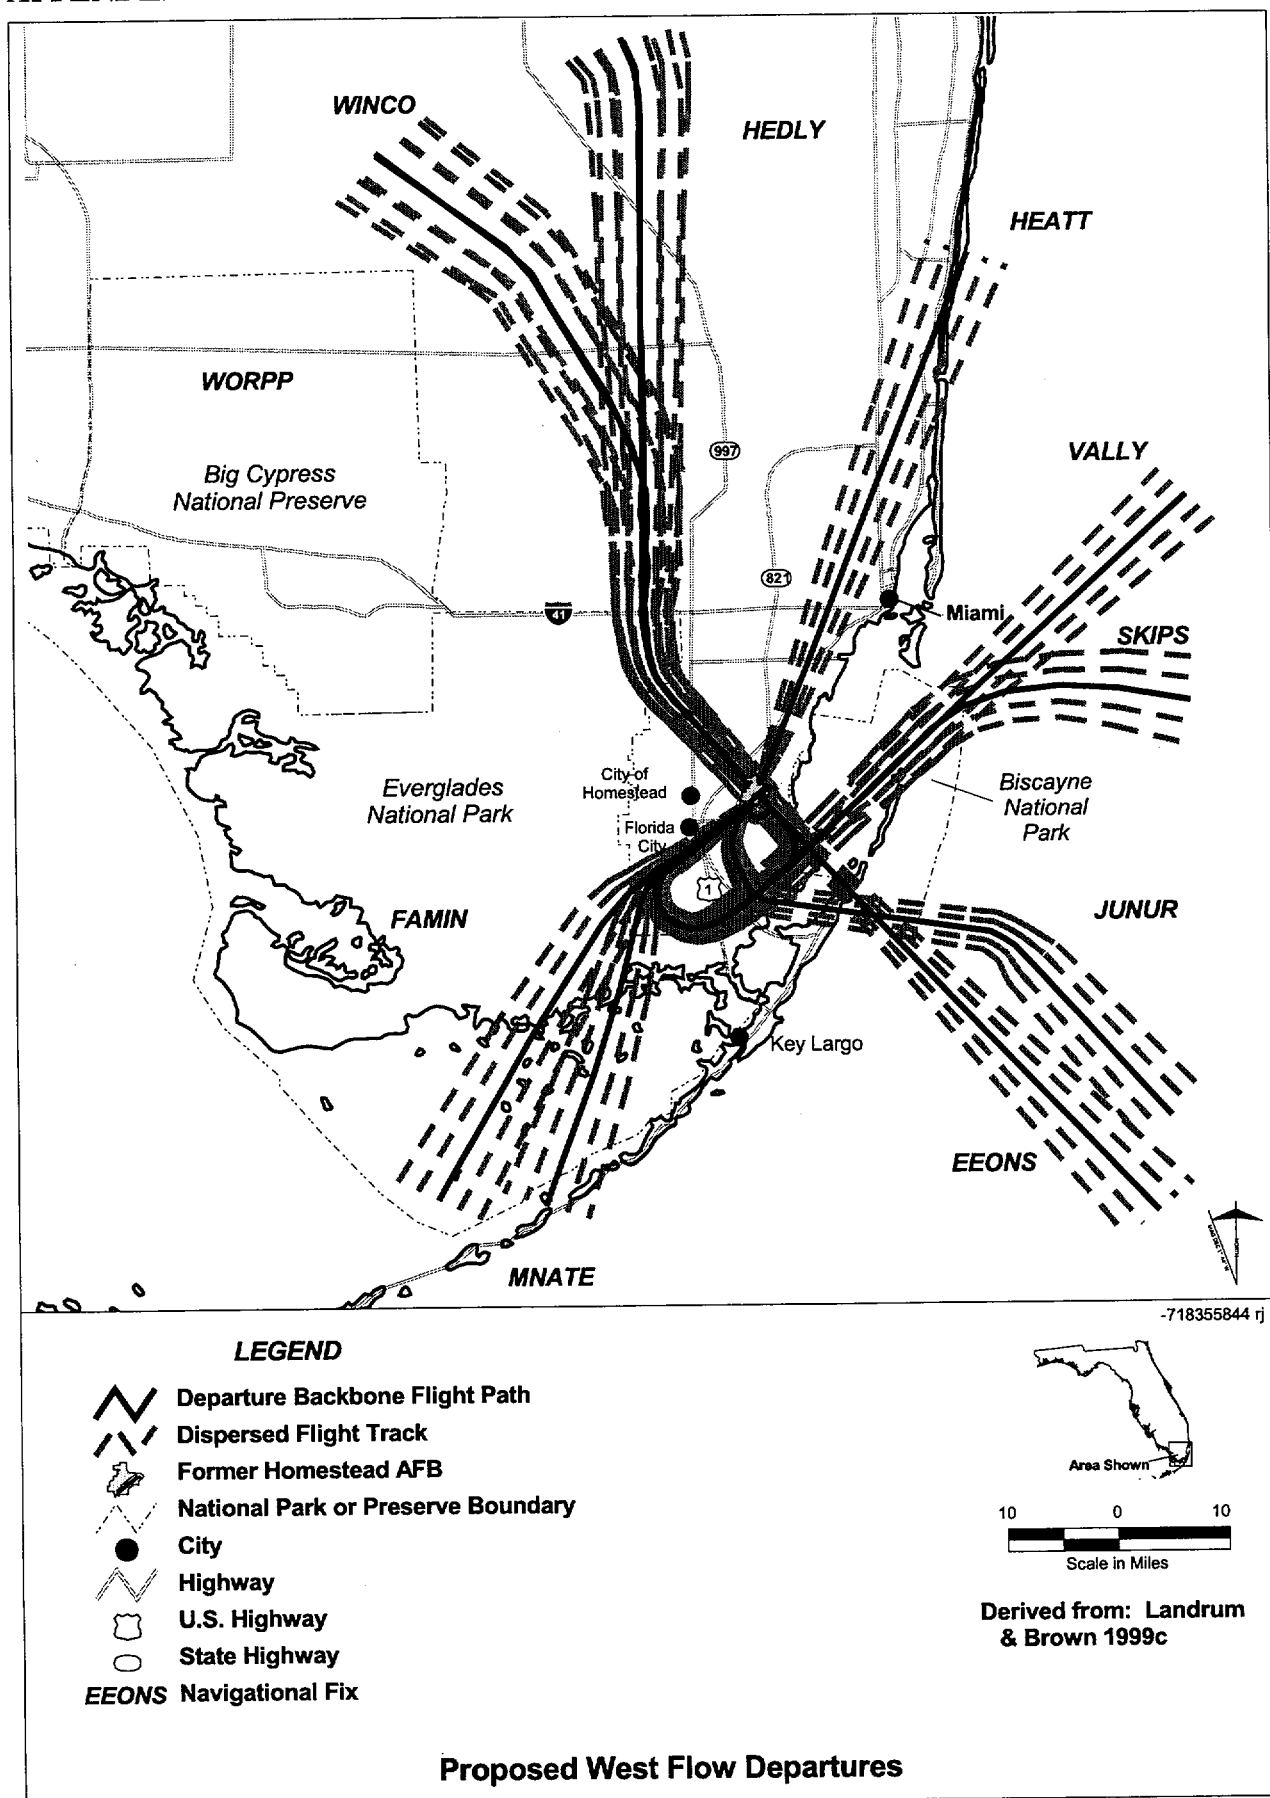 WINCO
HEDLY
HEATT
WORPP
Big Cypress
National Preserve
997
VALLY
821
41
Miami
SKIPS
City of
Homestead
Everglades
National Park
Florida
City
Biscayne
National
Park
1
FAMIN
JUNUR
Key Largo
EEONS
MNATE
-718355844 rj
LEGEND
Departure Backbone Flight Path
Dispersed Flight Track
Former Homestead AFB
National Park or Preserve Boundary
City
Highway
U.S. Highway
State Highway
EEONS Navigational Fix
Area Shown
10 0 10
Scale in Miles
Derived from: Landrum
& Brown 1999c
Proposed West Flow Departures